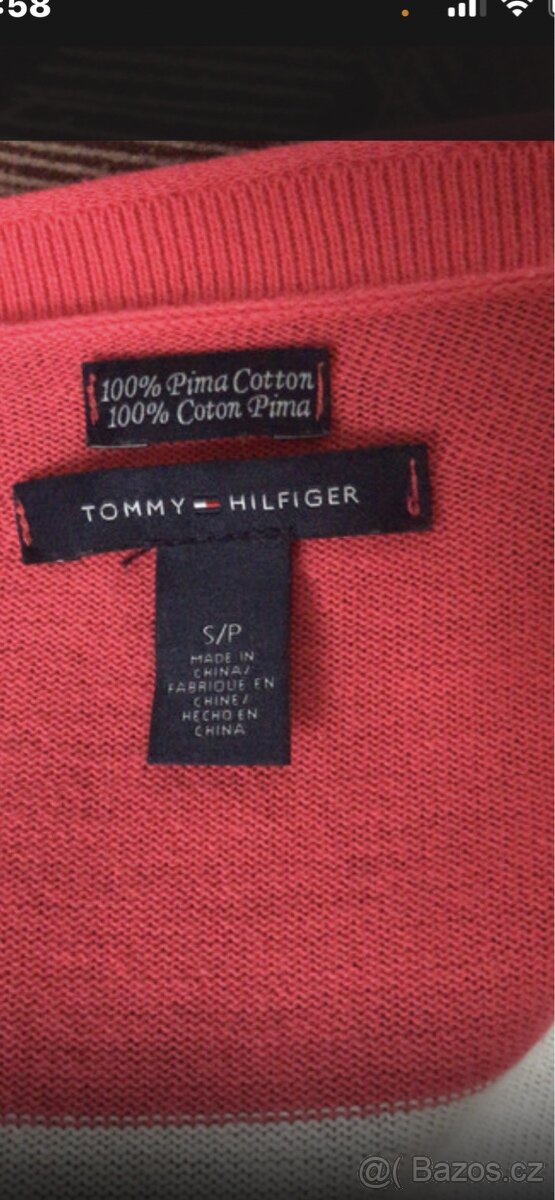 :58
100% Pima Cotton
100% Coton Pima
TOMMY HILFIGER
S/P
MADE IN
CHINA/
FABRIQUE EN
CHINE/
HECHO EN
CHINA
@( Bazos.cz